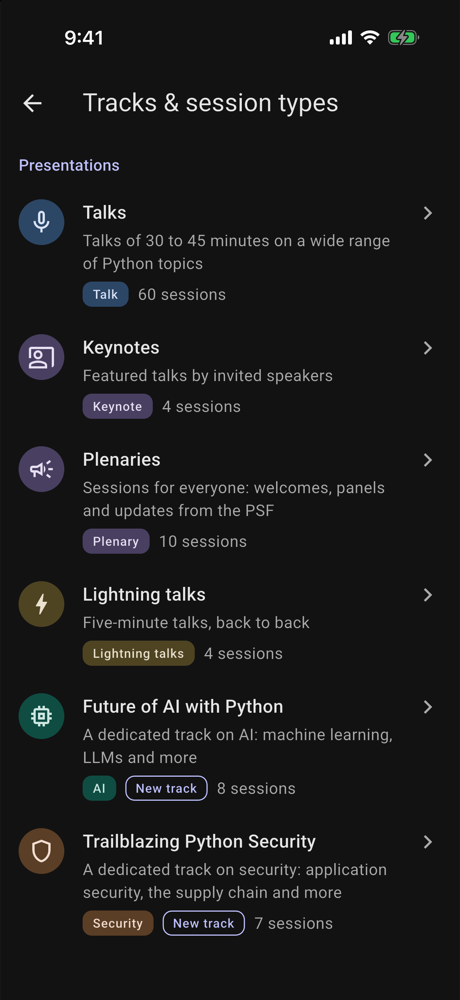 9:41
Tracks & session types
Presentations
Talks
Talks of 30 to 45 minutes on a wide range
of Python topics
Talk 60 sessions
Keynotes
Featured talks by invited speakers
Keynote 4 sessions
Plenaries
Sessions for everyone: welcomes, panels
and updates from the PSF
Plenary 10 sessions
Lightning talks
Five-minute talks, back to back
Lightning talks 4 sessions
Future of AI with Python
A dedicated track on AI: machine learning,
LLMs and more
AI New track 8 sessions
Trailblazing Python Security
A dedicated track on security: application
security, the supply chain and more
Security New track 7 sessions